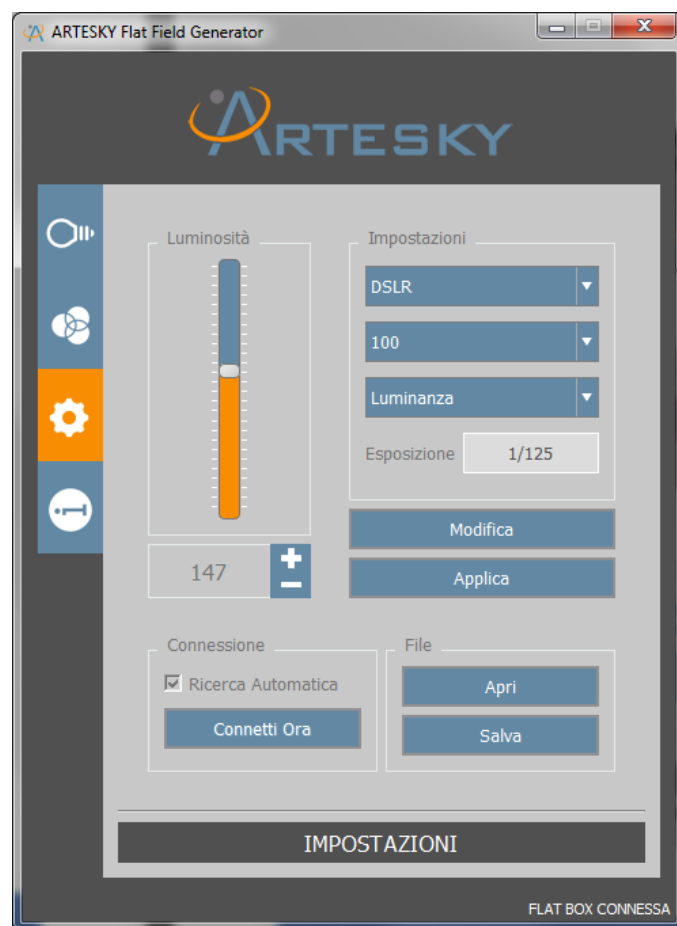 ARTESKY Flat Field Generator
ARTESKY
Luminosità
Impostazioni
DSLR
100
Luminanza
Esposizione 1/125
147
Modifica
Applica
Connessione
Ricerca Automatica
Connetti Ora
File
Apri
Salva
IMPOSTAZIONI
FLAT BOX CONNESSA